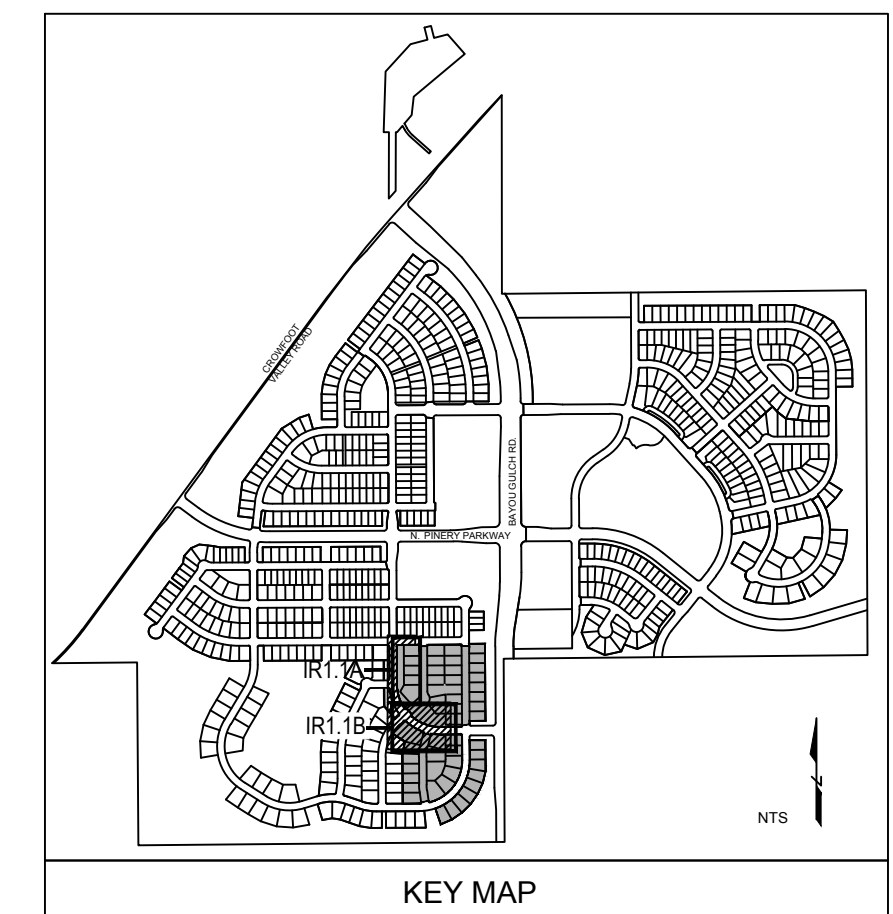 CROWFOOT
VALLEY ROAD
BAYOU GULCH RD.
N. PINERY PARKWAY
IR1.1A
IR1.1B
NTS
KEY MAP